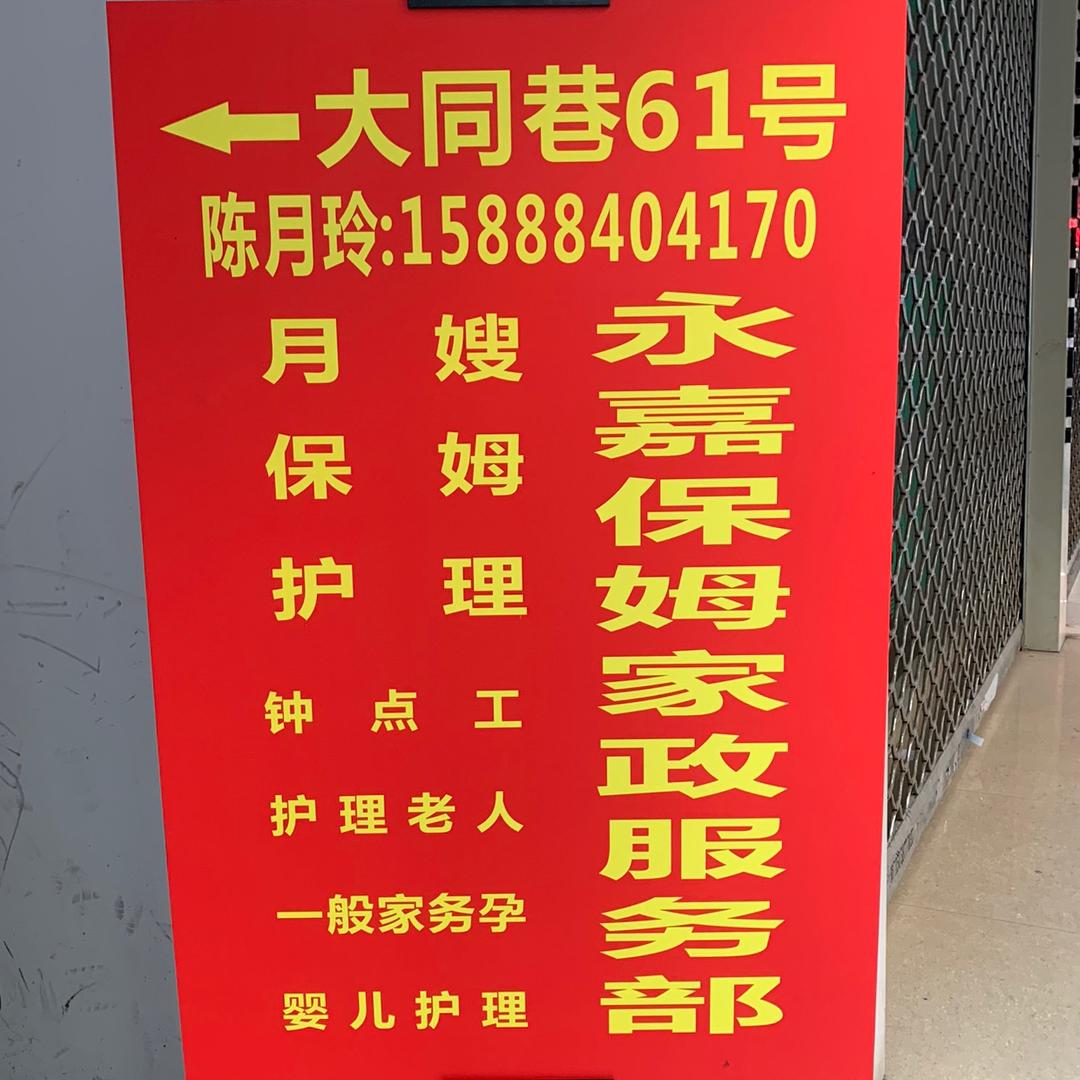 大同巷61号
陈月玲:15888404170
永嘉保姆家政服务部
月嫂
保姆
护理
钟点工
护理老人
一般家务孕
婴儿护理